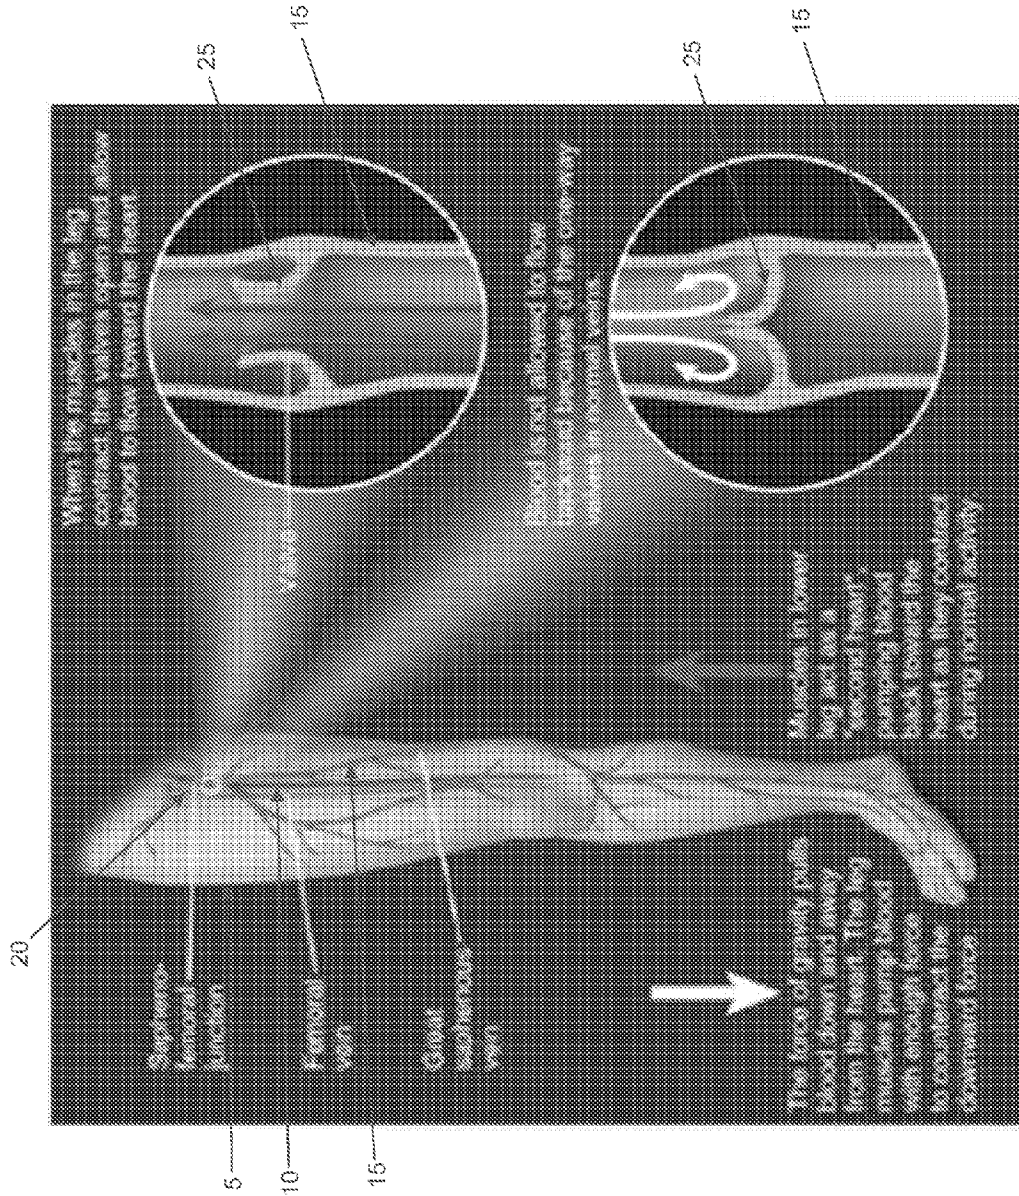 20
5
10
15
Sapheno-
femoral
junction
Femoral
vein
Great
saphenous
vein
The force of gravity pulls
blood down and away
from the heart. The leg
muscles pump blood
with enough force
to counteract the
downward force.
Muscles in lower
leg act as a
"second heart",
pumping blood
back toward the
heart as they contract
during normal activity
When the muscles in the leg
contract, the valves open and allow
blood to flow toward the heart.
Valve
25
15
Blood is not allowed to flow
downward because of the one-way
valves in normal veins.
25
15